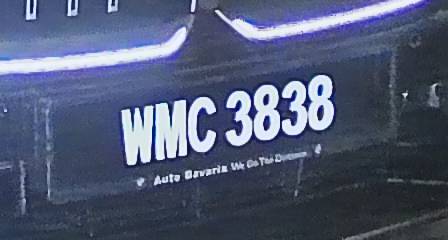 WMC 3838
Auto Bavaria We Go The Distance